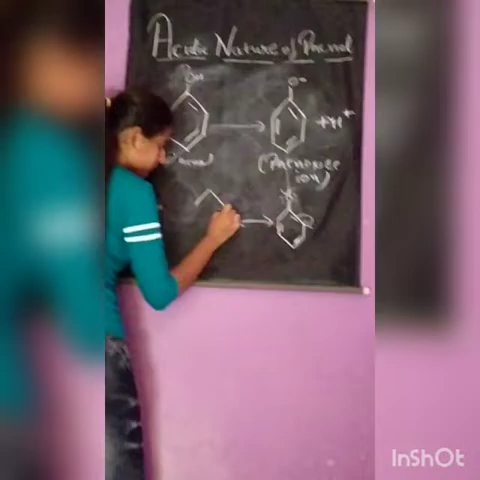 Acidic Nature of Phenol
OH
O⁻
+H⁺
(Phenoxide
ion)
InShOt